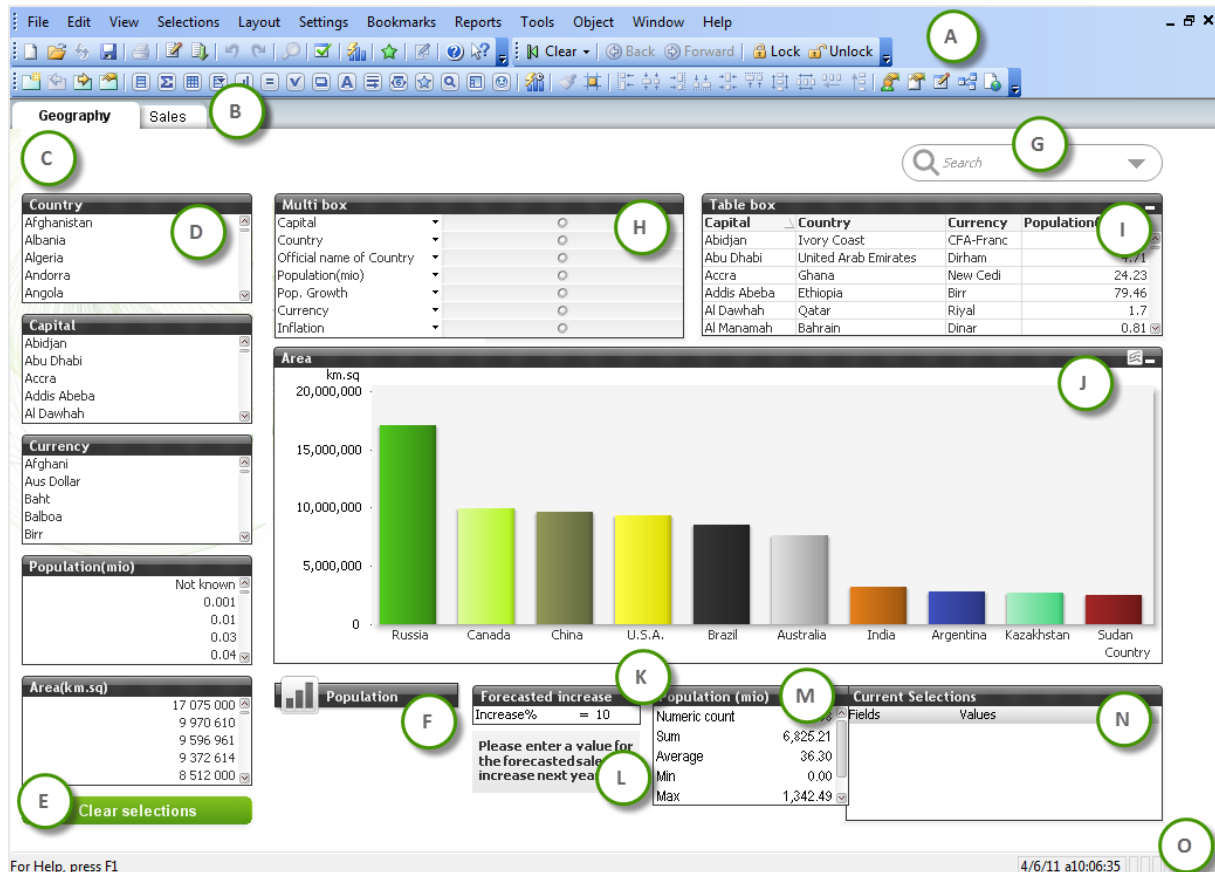 File Edit View Selections Layout Settings Bookmarks Reports Tools Object Window Help
A
Clear Back Forward Lock Unlock
Geography Sales
B
C
G
Search
Country
Afghanistan
Albania
Algeria
Andorra
Angola
D
Multi box
Capital
Country
Official name of Country
Population(mio)
Pop. Growth
Currency
Inflation
H
Table box
Capital Country Currency Population(
I
Abidjan Ivory Coast CFA-Franc
Abu Dhabi United Arab Emirates Dirham 4.71
Accra Ghana New Cedi 24.23
Addis Abeba Ethiopia Birr 79.46
Al Dawhah Qatar Riyal 1.7
Al Manamah Bahrain Dinar 0.81
Capital
Abidjan
Abu Dhabi
Accra
Addis Abeba
Al Dawhah
Area
J
km.sq
20,000,000
15,000,000
10,000,000
5,000,000
0
Russia Canada China U.S.A. Brazil Australia India Argentina Kazakhstan Sudan
Country
Currency
Afghani
Aus Dollar
Baht
Balboa
Birr
Population(mio)
Not known
0.001
0.01
0.03
0.04
Area(km.sq)
17 075 000
9 970 610
9 596 961
9 372 614
8 512 000
E
Clear selections
Population
F
K
Forecasted increase
Increase% = 10
Please enter a value for
the forecasted sale
increase next yea
L
Population (mio)
M
Numeric count
Sum 6,825.21
Average 36.30
Min 0.00
Max 1,342.49
Current Selections
Fields Values
N
O
For Help, press F1
4/6/11 a10:06:35